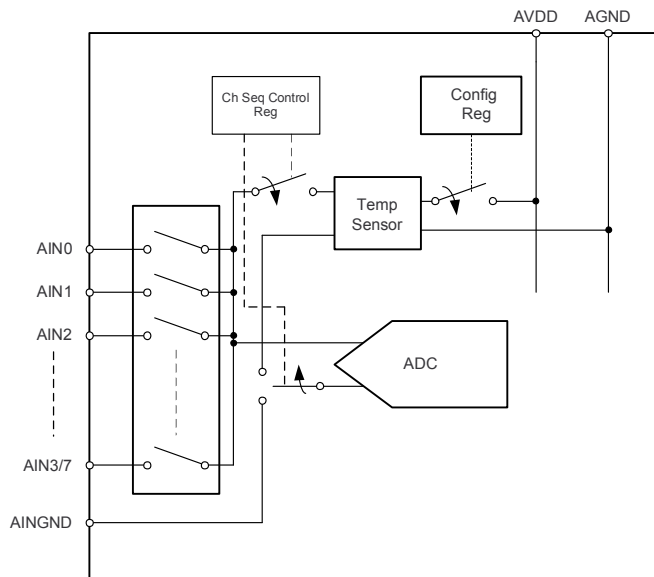 AVDD
AGND
Ch Seq Control
Reg
Config
Reg
Temp
Sensor
AIN0
AIN1
AIN2
ADC
AIN3/7
AINGND